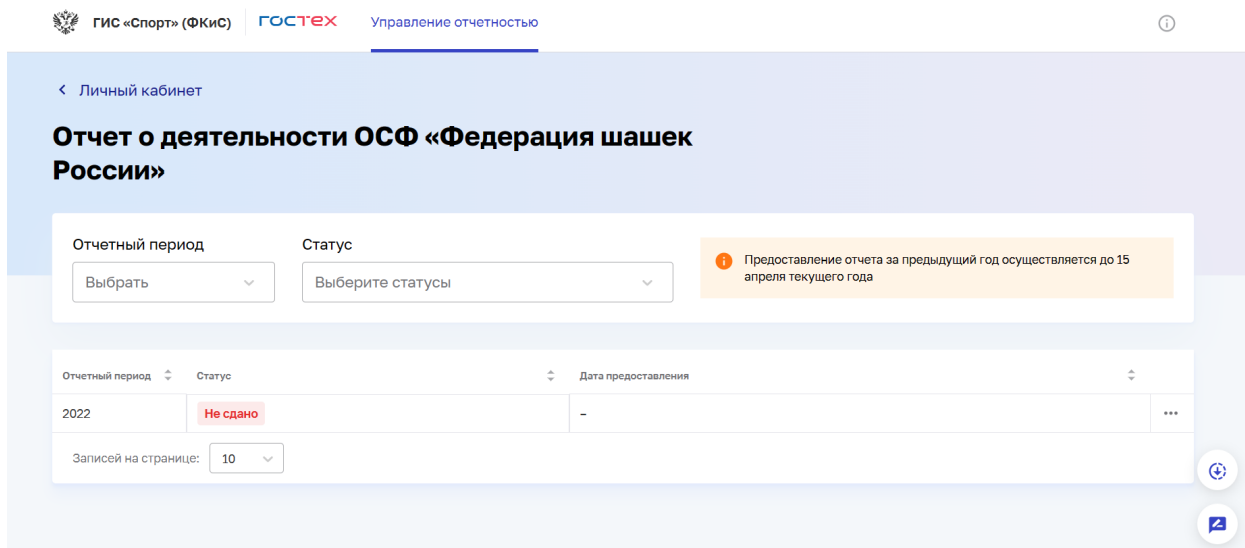 ГИС «Спорт» (ФКиС) ГОСТЕХ Управление отчетностью
Личный кабинет
Отчет о деятельности ОСФ «Федерация шашек
России»
Отчетный период Статус
Выбрать Выберите статусы
Предоставление отчета за предыдущий год осуществляется до 15
апреля текущего года
Отчетный период Статус Дата предоставления
2022 Не сдано –
Записей на странице: 10